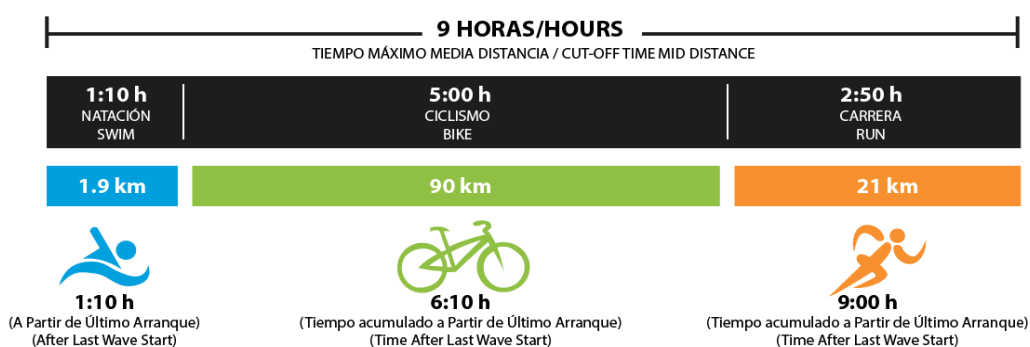 9 HORAS/HOURS
TIEMPO MÁXIMO MEDIA DISTANCIA / CUT-OFF TIME MID DISTANCE
1:10 h
NATACIÓN
SWIM
5:00 h
CICLISMO
BIKE
2:50 h
CARRERA
RUN
1.9 km
90 km
21 km
1:10 h
(A Partir de Último Arranque)
(After Last Wave Start)
6:10 h
(Tiempo acumulado a Partir de Último Arranque)
(Time After Last Wave Start)
9:00 h
(Tiempo acumulado a Partir de Último Arranque)
(Time After Last Wave Start)